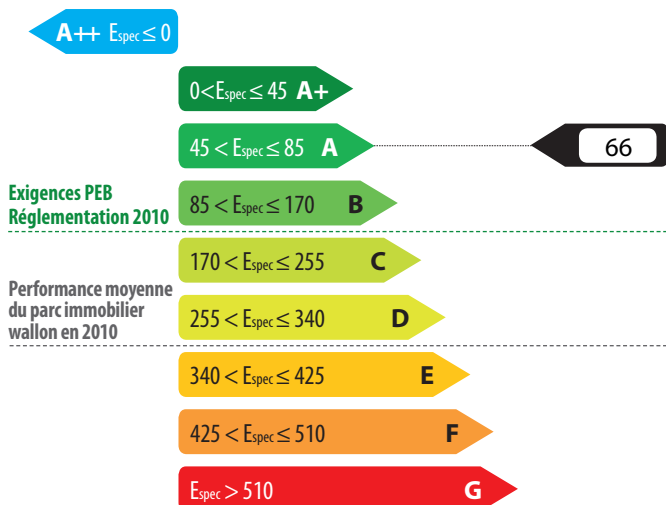 A++ Espec ≤ 0
0<Espec ≤ 45 A+
45 < Espec ≤ 85 A
66
Exigences PEB
Réglementation 2010
85 < Espec ≤ 170 B
170 < Espec ≤ 255 C
Performance moyenne
du parc immobilier
wallon en 2010
255 < Espec ≤ 340 D
340 < Espec ≤ 425 E
425 < Espec ≤ 510 F
Espec > 510 G